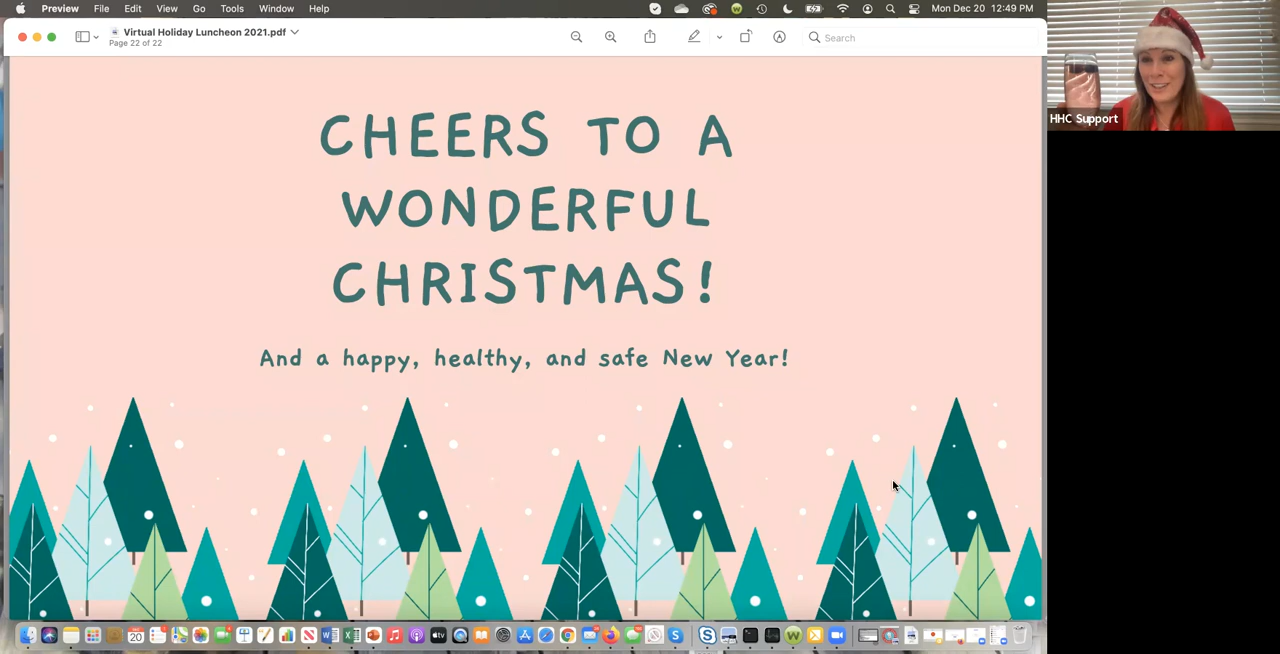 Preview File Edit View Go Tools Window Help Mon Dec 20 12:49 PM
Virtual Holiday Luncheon 2021.pdf
Page 22 of 22
Search
HHC Support
CHEERS TO A
WONDERFUL
CHRISTMAS!
And a happy, healthy, and safe New Year!